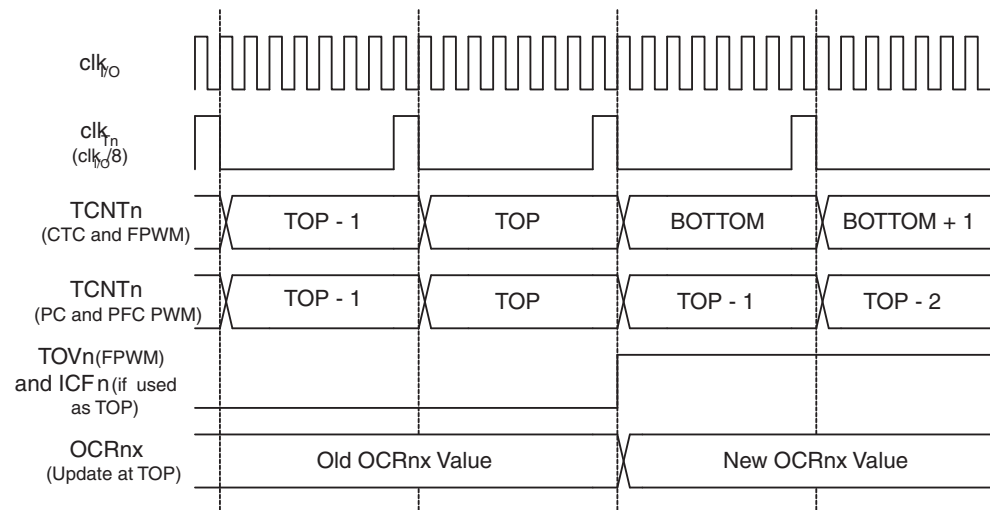 clkI/O
clkTn
(clkI/O/8)
TCNTn
(CTC and FPWM)
TOP - 1
TOP
BOTTOM
BOTTOM + 1
TCNTn
(PC and PFC PWM)
TOP - 1
TOP
TOP - 1
TOP - 2
TOVn(FPWM)
and ICFn(if used
as TOP)
OCRnx
(Update at TOP)
Old OCRnx Value
New OCRnx Value